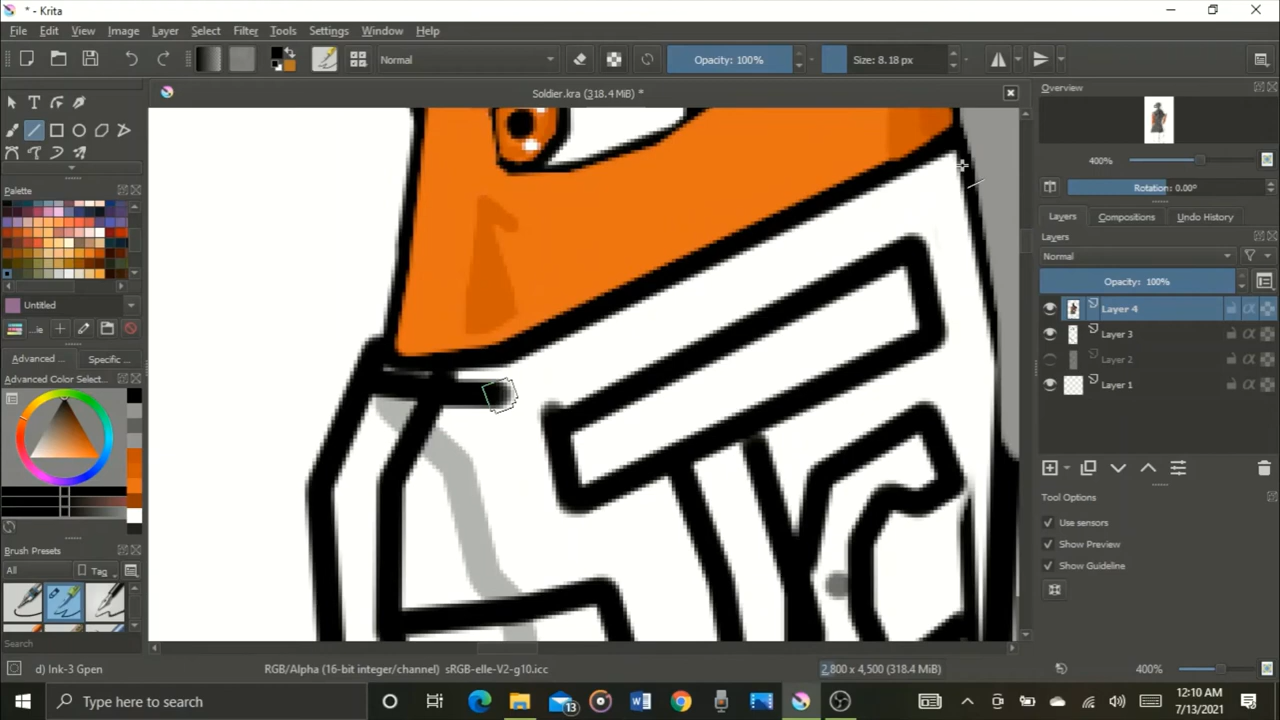 * - Krita
File Edit View Image Layer Select Filter Tools Settings Window Help
Normal Opacity: 100% Size: 8.18 px
Soldier.kra (318.4 MiB) *
Overview
400%
Rotation: 0.00°
Layers Compositions Undo History
Layers
Normal
Opacity: 100%
Layer 4
Layer 3
Layer 2
Layer 1
Tool Options
Use sensors
Show Preview
Show Guideline
Palette
Untitled
...ie
Advanced ... Specific ...
Advanced Color Select...
Brush Presets
All Tag
Search
d) Ink-3 Gpen RGB/Alpha (16-bit integer/channel) sRGB-elle-V2-g10.icc 2,800 x 4,500 (318.4 MiB) 400%
Type here to search
13
12:10 AM
7/13/2021